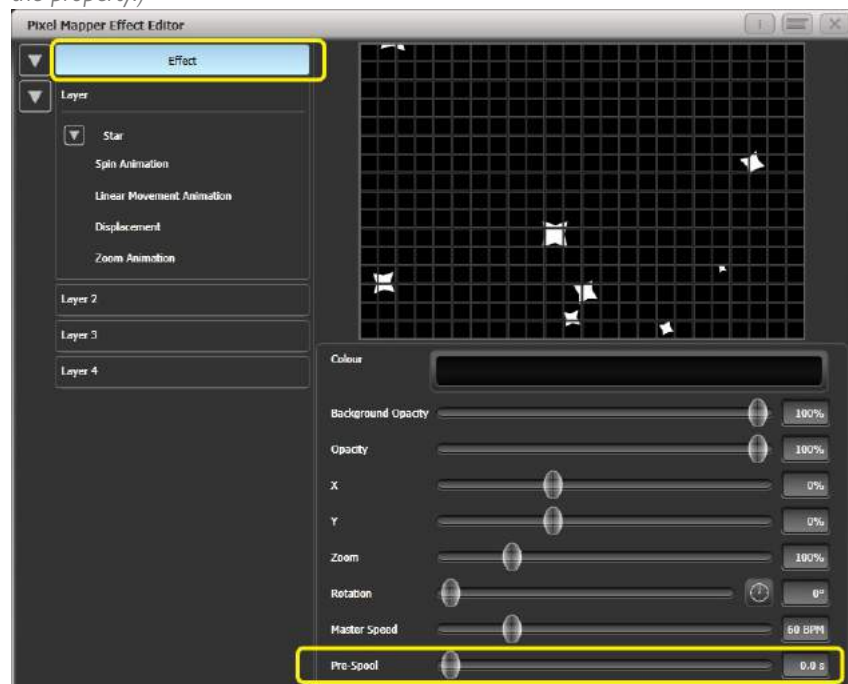 the property.)
Pixel Mapper Effect Editor
Effect
Layer
Star
Spin Animation
Linear Movement Animation
Displacement
Zoom Animation
Layer 2
Layer 3
Layer 4
Colour
Background Opacity 100%
Opacity 100%
X 0%
Y 0%
Zoom 100%
Rotation 0°
Master Speed 60 BPM
Pre-Spool 0.0 s